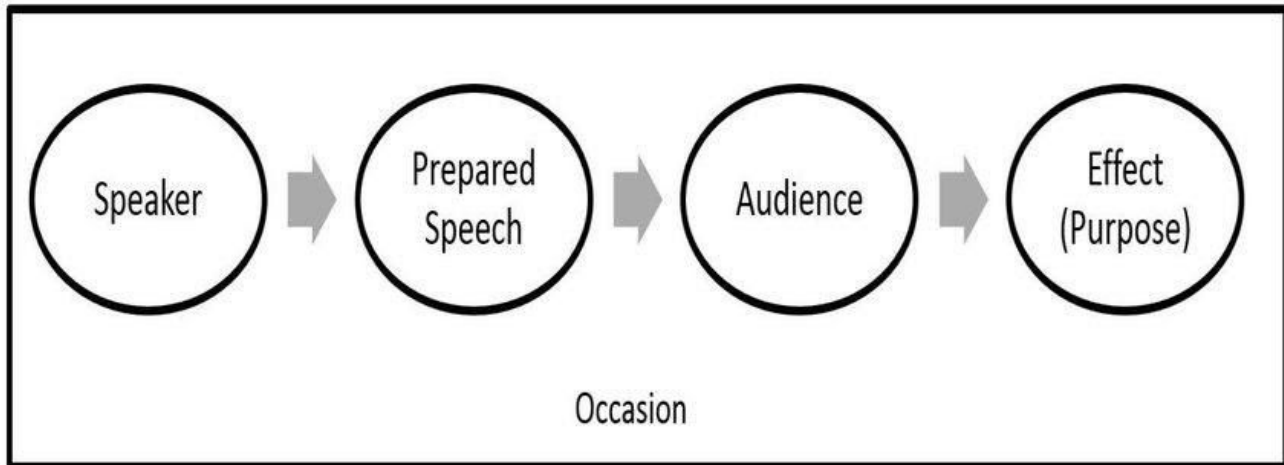 Speaker
Prepared
Speech
Audience
Effect
(Purpose)
Occasion